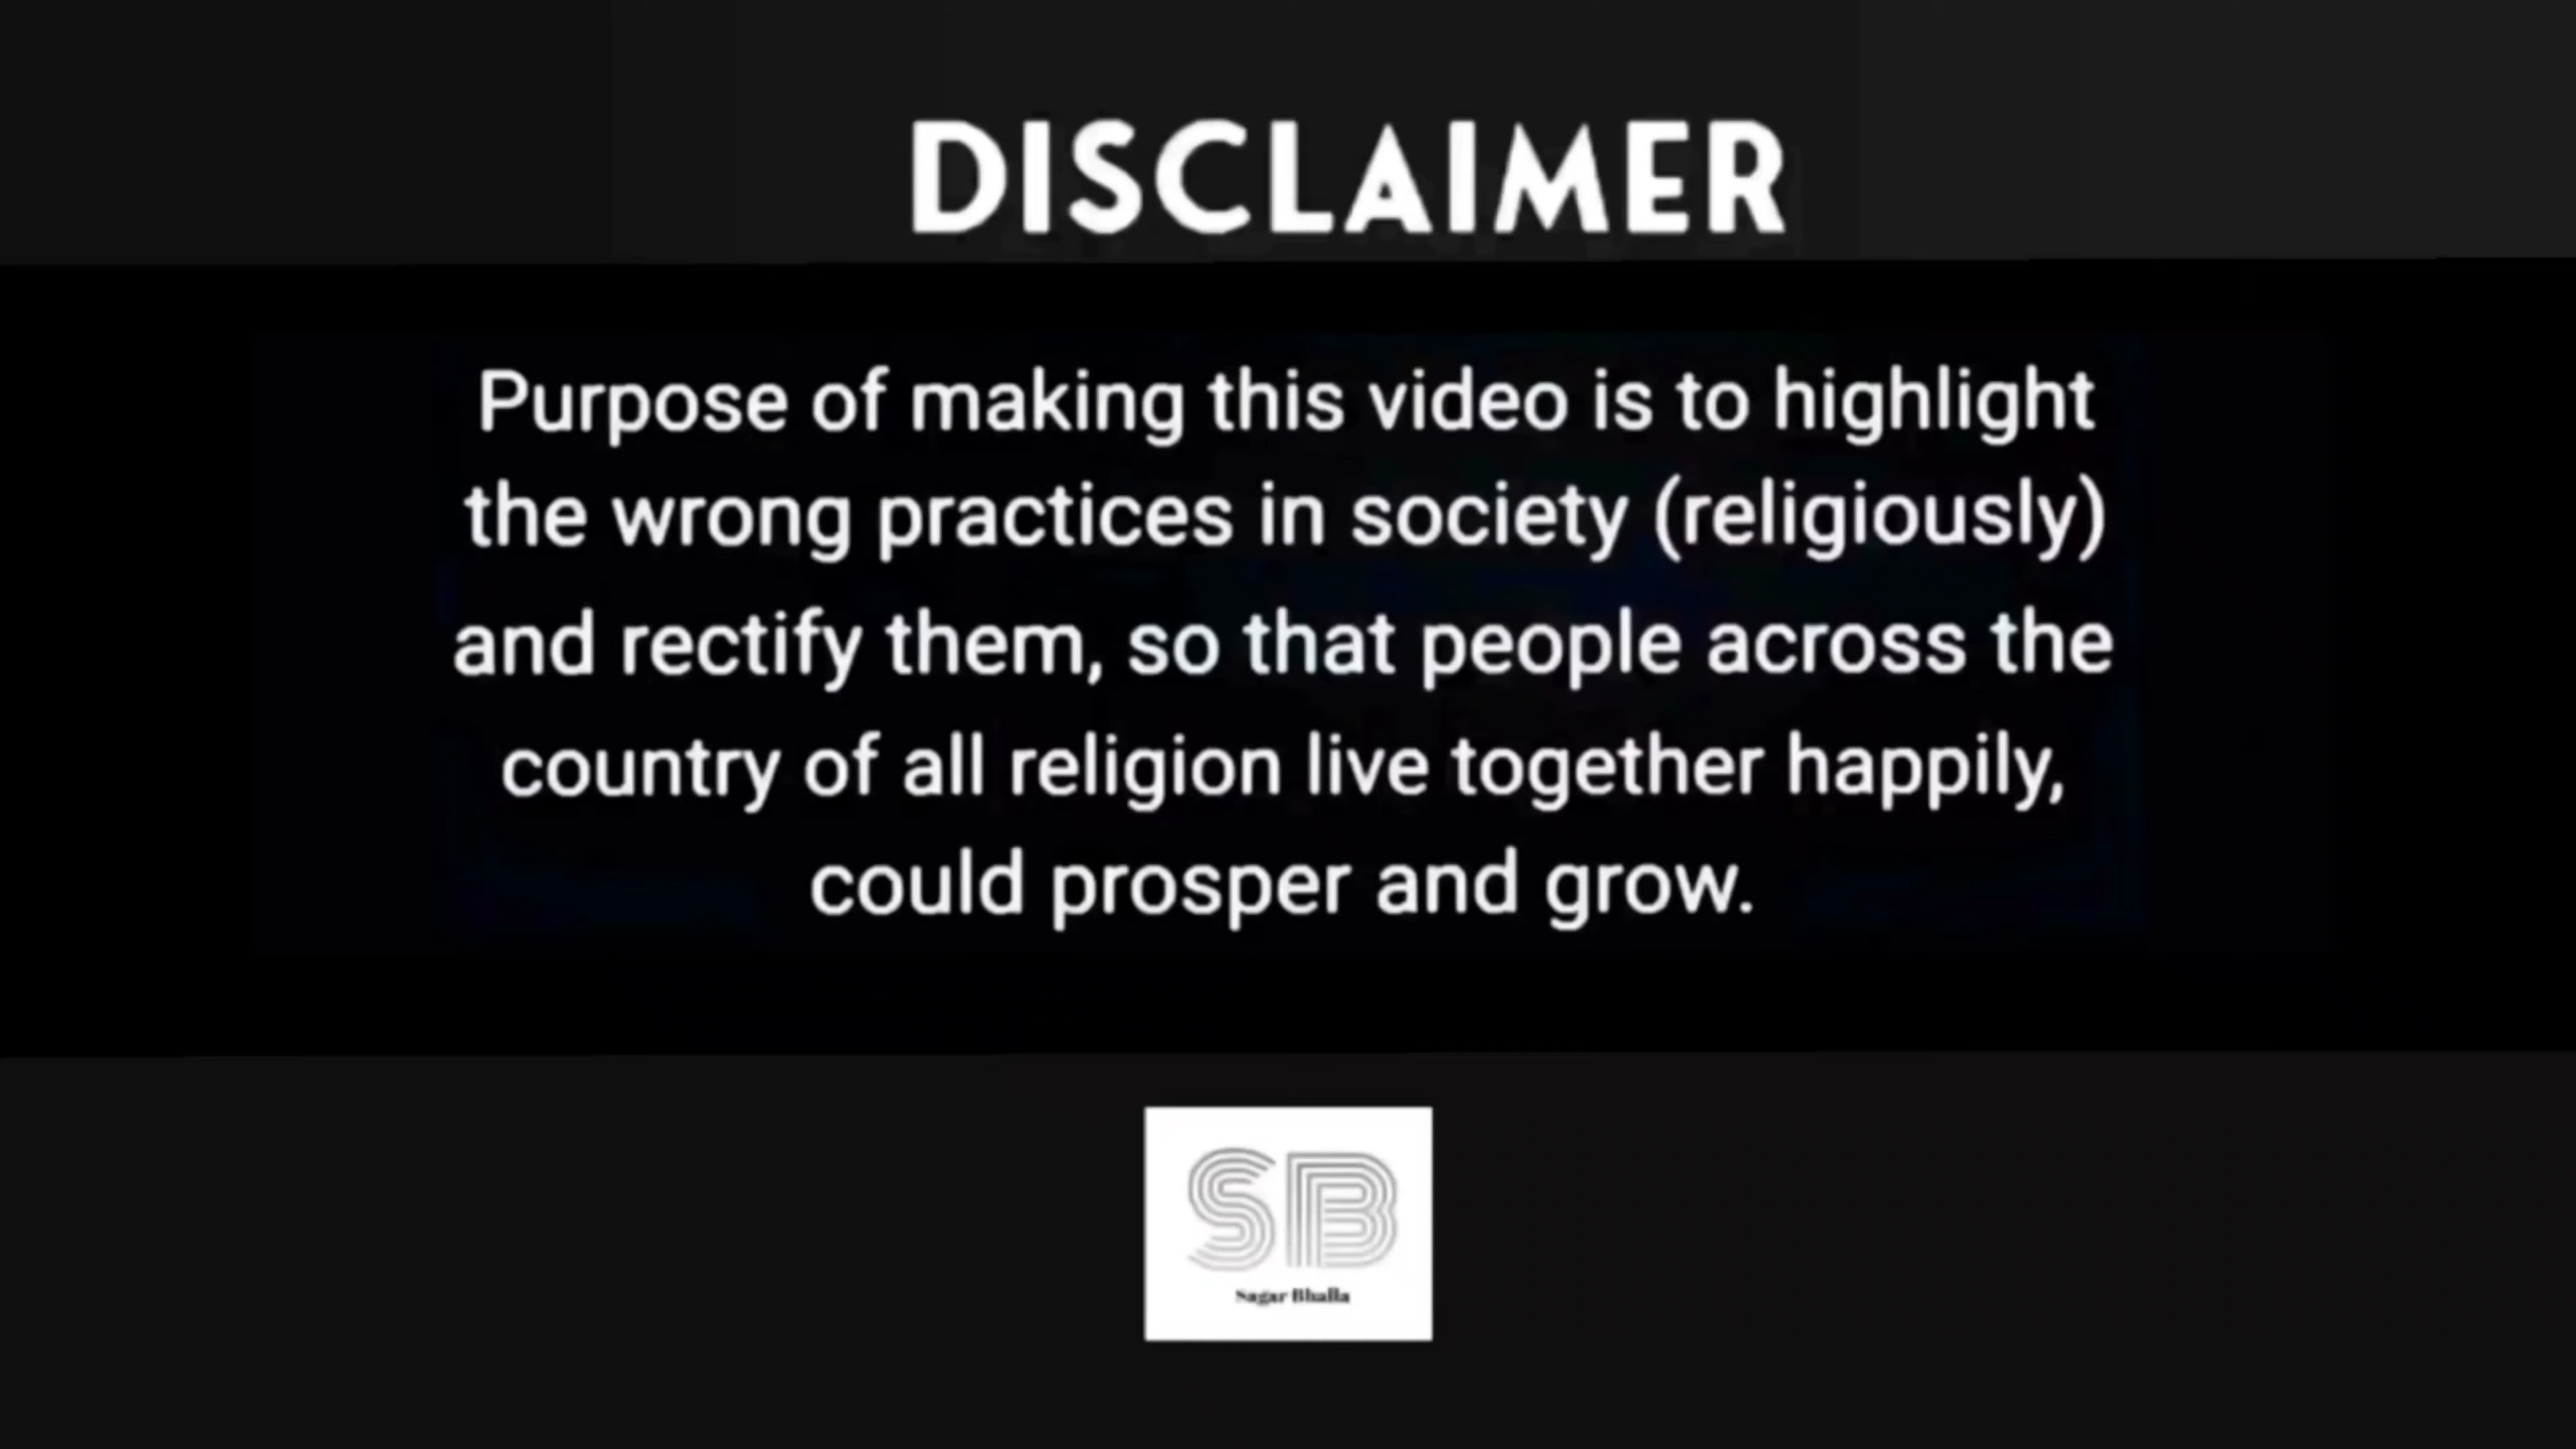 DISCLAIMER
Purpose of making this video is to highlight
the wrong practices in society (religiously)
and rectify them, so that people across the
country of all religion live together happily,
could prosper and grow.
SB
Sagar Bhalla